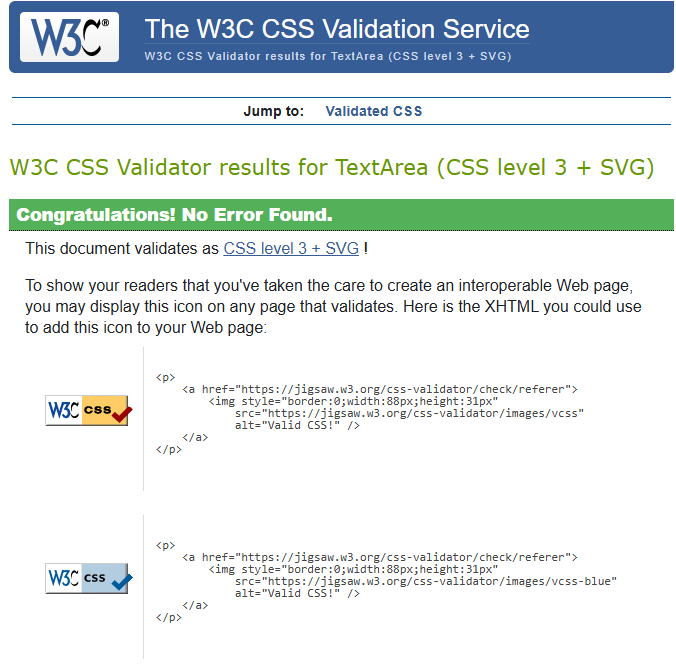 W3C®
The W3C CSS Validation Service
W3C CSS Validator results for TextArea (CSS level 3 + SVG)
Jump to: Validated CSS
W3C CSS Validator results for TextArea (CSS level 3 + SVG)
Congratulations! No Error Found.
This document validates as CSS level 3 + SVG !
To show your readers that you've taken the care to create an interoperable Web page,
you may display this icon on any page that validates. Here is the XHTML you could use
to add this icon to your Web page:
W3C CSS
<p>
<a href="https://jigsaw.w3.org/css-validator/check/referer">
<img style="border:0;width:88px;height:31px"
src="https://jigsaw.w3.org/css-validator/images/vcss"
alt="Valid CSS!" />
</a>
</p>
W3C CSS
<p>
<a href="https://jigsaw.w3.org/css-validator/check/referer">
<img style="border:0;width:88px;height:31px"
src="https://jigsaw.w3.org/css-validator/images/vcss-blue"
alt="Valid CSS!" />
</a>
</p>